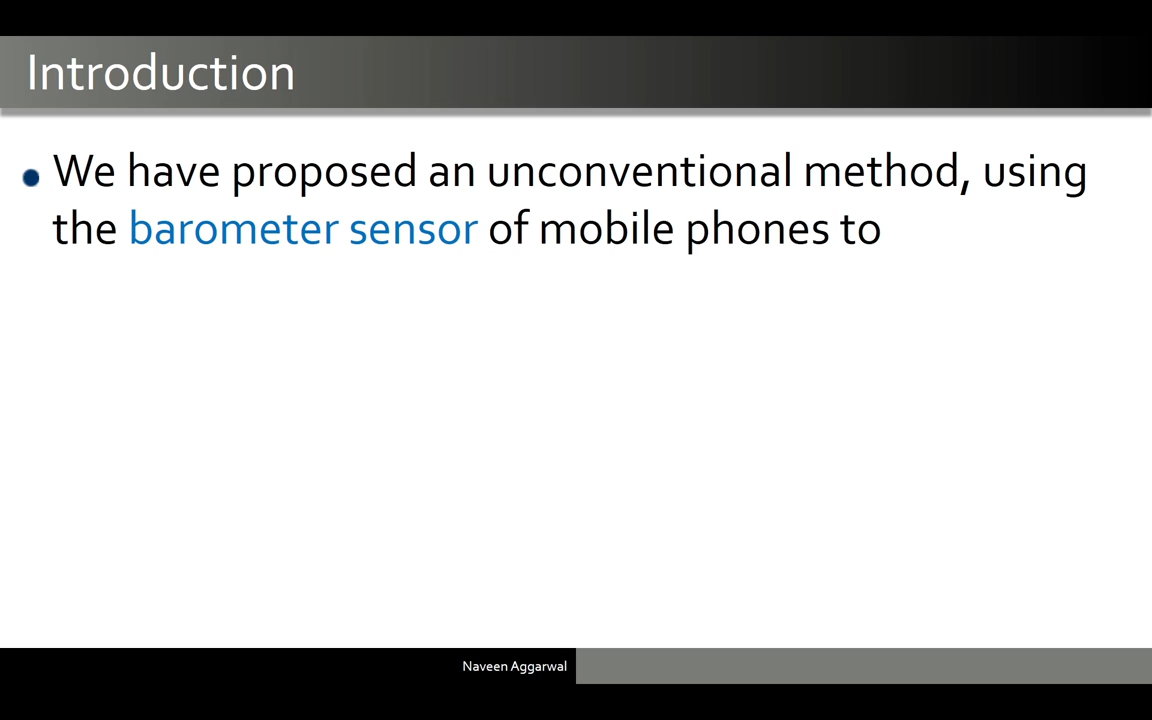 Introduction
We have proposed an unconventional method, using
the barometer sensor of mobile phones to
Naveen Aggarwal